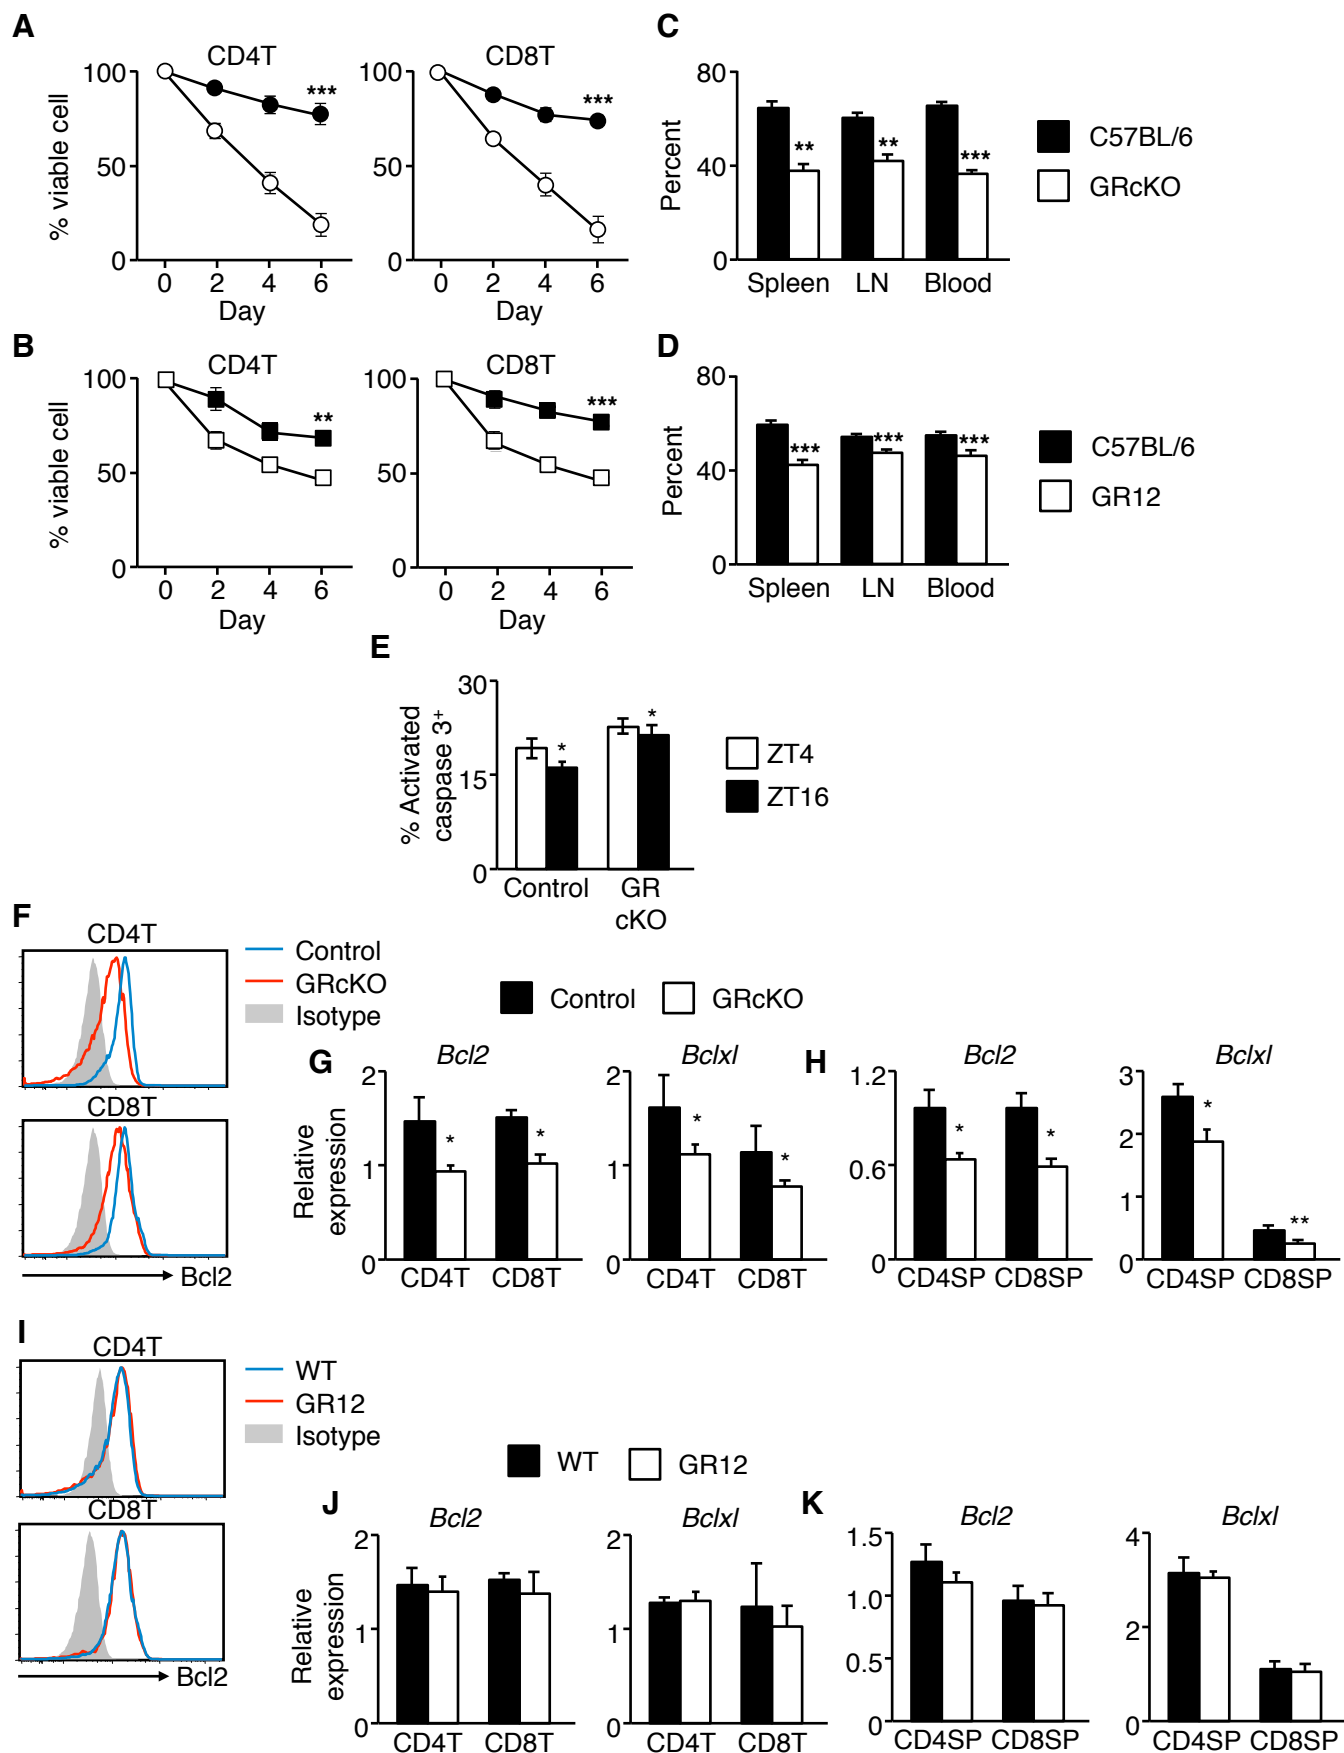 A
CD4T
CD8T
% viable cell
100
50
0
0 2 4 6
Day
***
100
50
0
0 2 4 6
Day
***
C
Percent
80
40
0
** ** ***
Spleen LN Blood
C57BL/6
GRcKO
B
CD4T
CD8T
% viable cell
100
50
0
0 2 4 6
Day
**
100
50
0
0 2 4 6
Day
***
D
Percent
80
40
0
*** *** ***
Spleen LN Blood
C57BL/6
GR12
E
% Activated
caspase 3+
30
15
0
* *
Control GR
cKO
ZT4
ZT16
F
CD4T
Control
GRcKO
Isotype
CD8T
Bcl2
Control GRcKO
G
Relative
expression
Bcl2
2
1
0
* *
CD4T CD8T
Bclxl
2
1
0
* *
CD4T CD8T
H
Bcl2
1.2
0.6
0
* *
CD4SP CD8SP
Bclxl
3
2
1
0
* **
CD4SP CD8SP
I
CD4T
WT
GR12
Isotype
CD8T
Bcl2
WT GR12
J
Relative
expression
Bcl2
2
1
0
CD4T CD8T
Bclxl
2
1
0
CD4T CD8T
K
Bcl2
1.5
1.0
0.5
0
CD4SP CD8SP
Bclxl
4
2
0
CD4SP CD8SP